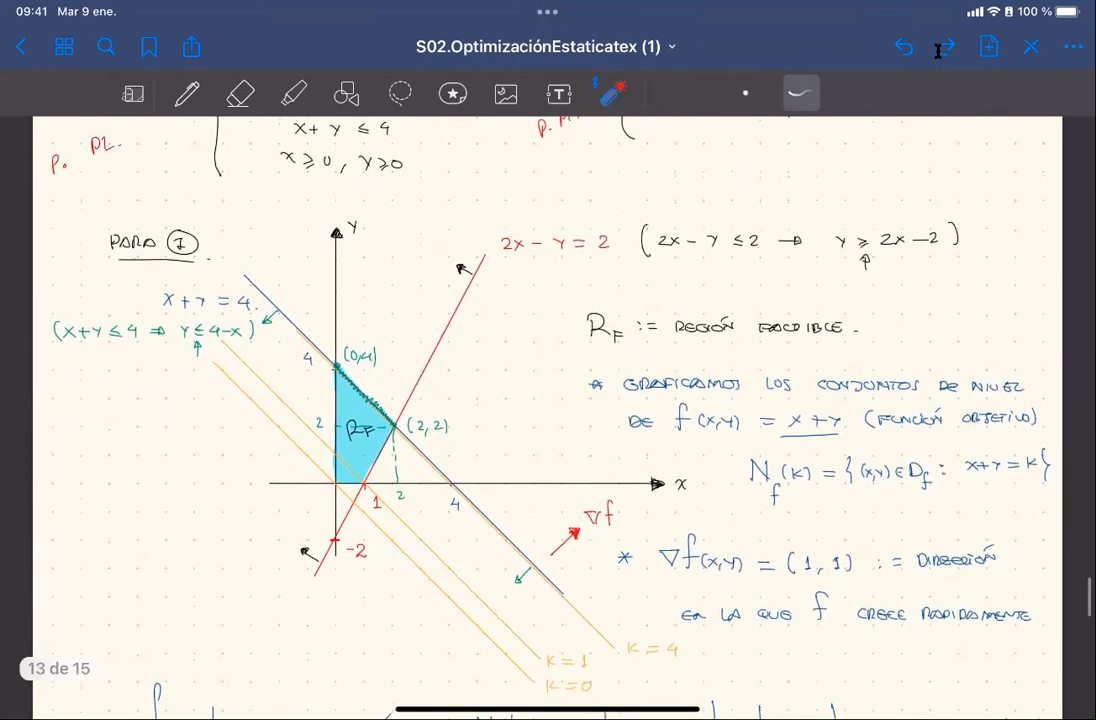 09:41 Mar 9 ene.
100 %
S02.OptimizaciónEstaticatex (1)
x + y ≤ 4
x ≥ 0, y ≥ 0
P. P2.
P.
PARA 1
y
2x - y = 2 (2x - y ≤ 2 → y ≥ 2x - 2)
x + y = 4
(x + y ≤ 4 ⇒ y ≤ 4 - x)
R_F := REGIÓN FACTIBLE.
4 (0,4)
* GRAFICAMOS LOS CONJUNTOS DE NIVEL
DE f(x,y) = x + y (FUNCIÓN OBJETIVO)
2 R_F (2,2)
N_f(K) = {(x,y) ∈ D_f : x + y = K}
x
1 2 4
∇f
-2
* ∇f(x,y) = (1, 1) := DIRECCIÓN
EN LA QUE f CRECE RAPIDAMENTE
K = 4
K = 1
K = 0
13 de 15